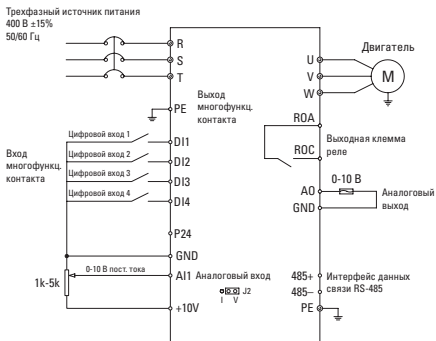 Трехфазный источник питания
400 В ±15%
50/60 Гц
R
S
T
PE
Выход
многофункц.
контакта
U
V
W
Двигатель
M
ROA
ROC
Выходная клемма
реле
Вход
многофункц.
контакта
Цифровой вход 1
DI1
Цифровой вход 2
DI2
Цифровой вход 3
DI3
Цифровой вход 4
DI4
AO
0-10 В
GND
Аналоговый
выход
P24
GND
1k-5k
0-10 В пост. тока
AI1 Аналоговый вход
J2
I V
+10V
485+
485–
Интерфейс данных
связи RS-485
PE